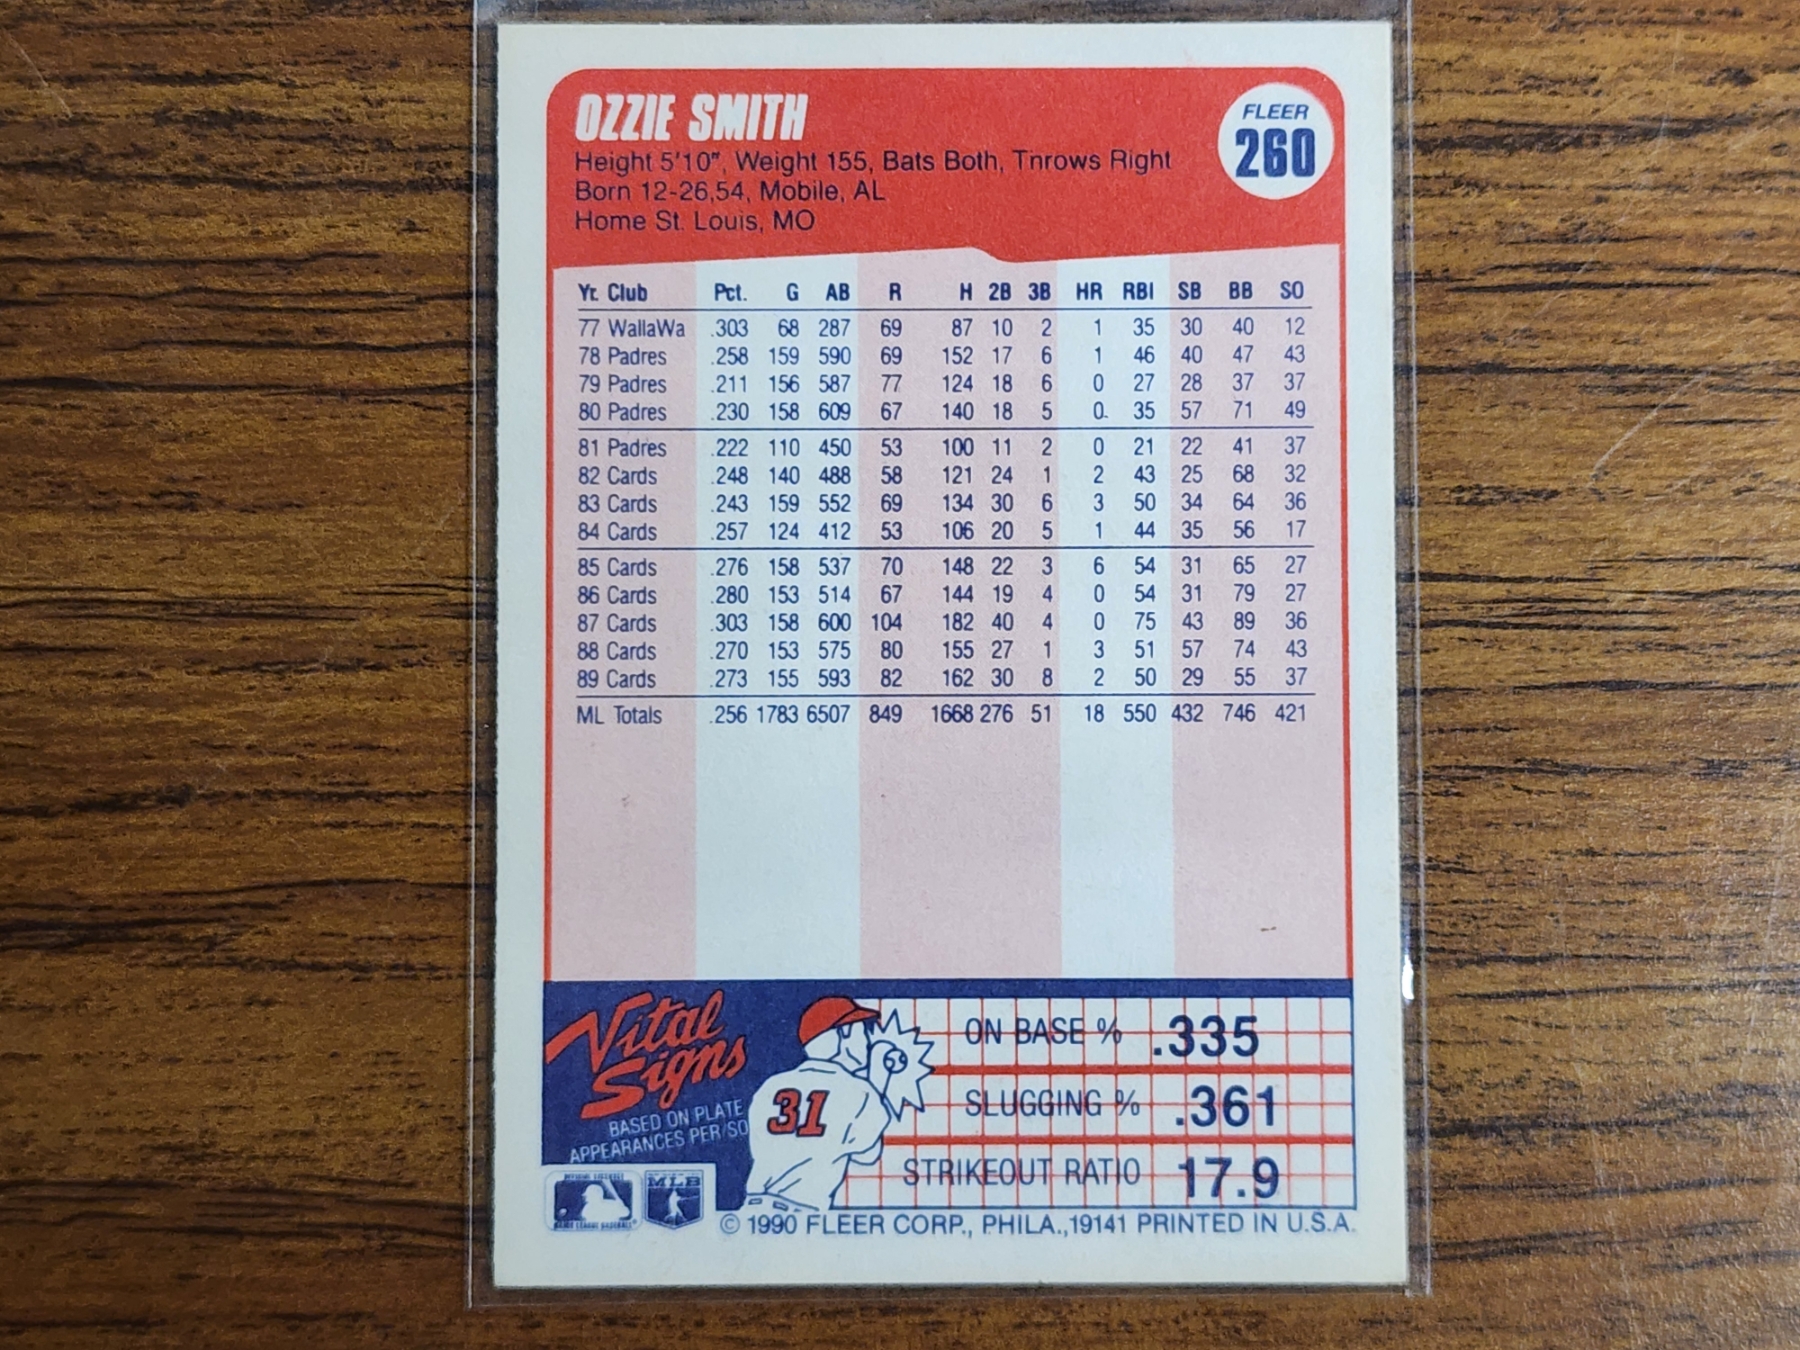 OZZIE SMITH
FLEER
260
Height 5'10", Weight 155, Bats Both, Tnrows Right
Born 12-26,54, Mobile, AL
Home St. Louis, MO
Yr. Club Pct. G AB R H 2B 3B HR RBI SB BB SO
77 WallaWa .303 68 287 69 87 10 2 1 35 30 40 12
78 Padres .258 159 590 69 152 17 6 1 46 40 47 43
79 Padres .211 156 587 77 124 18 6 0 27 28 37 37
80 Padres .230 158 609 67 140 18 5 0 35 57 71 49
81 Padres .222 110 450 53 100 11 2 0 21 22 41 37
82 Cards .248 140 488 58 121 24 1 2 43 25 68 32
83 Cards .243 159 552 69 134 30 6 3 50 34 64 36
84 Cards .257 124 412 53 106 20 5 1 44 35 56 17
85 Cards .276 158 537 70 148 22 3 6 54 31 65 27
86 Cards .280 153 514 67 144 19 4 0 54 31 79 27
87 Cards .303 158 600 104 182 40 4 0 75 43 89 36
88 Cards .270 153 575 80 155 27 1 3 51 57 74 43
89 Cards .273 155 593 82 162 30 8 2 50 29 55 37
ML Totals .256 1783 6507 849 1668 276 51 18 550 432 746 421
Vital
Signs
BASED ON PLATE
APPEARANCES PER/SO
31
ON BASE % .335
SLUGGING % .361
STRIKEOUT RATIO 17.9
MLB
© 1990 FLEER CORP., PHILA.,19141 PRINTED IN U.S.A.